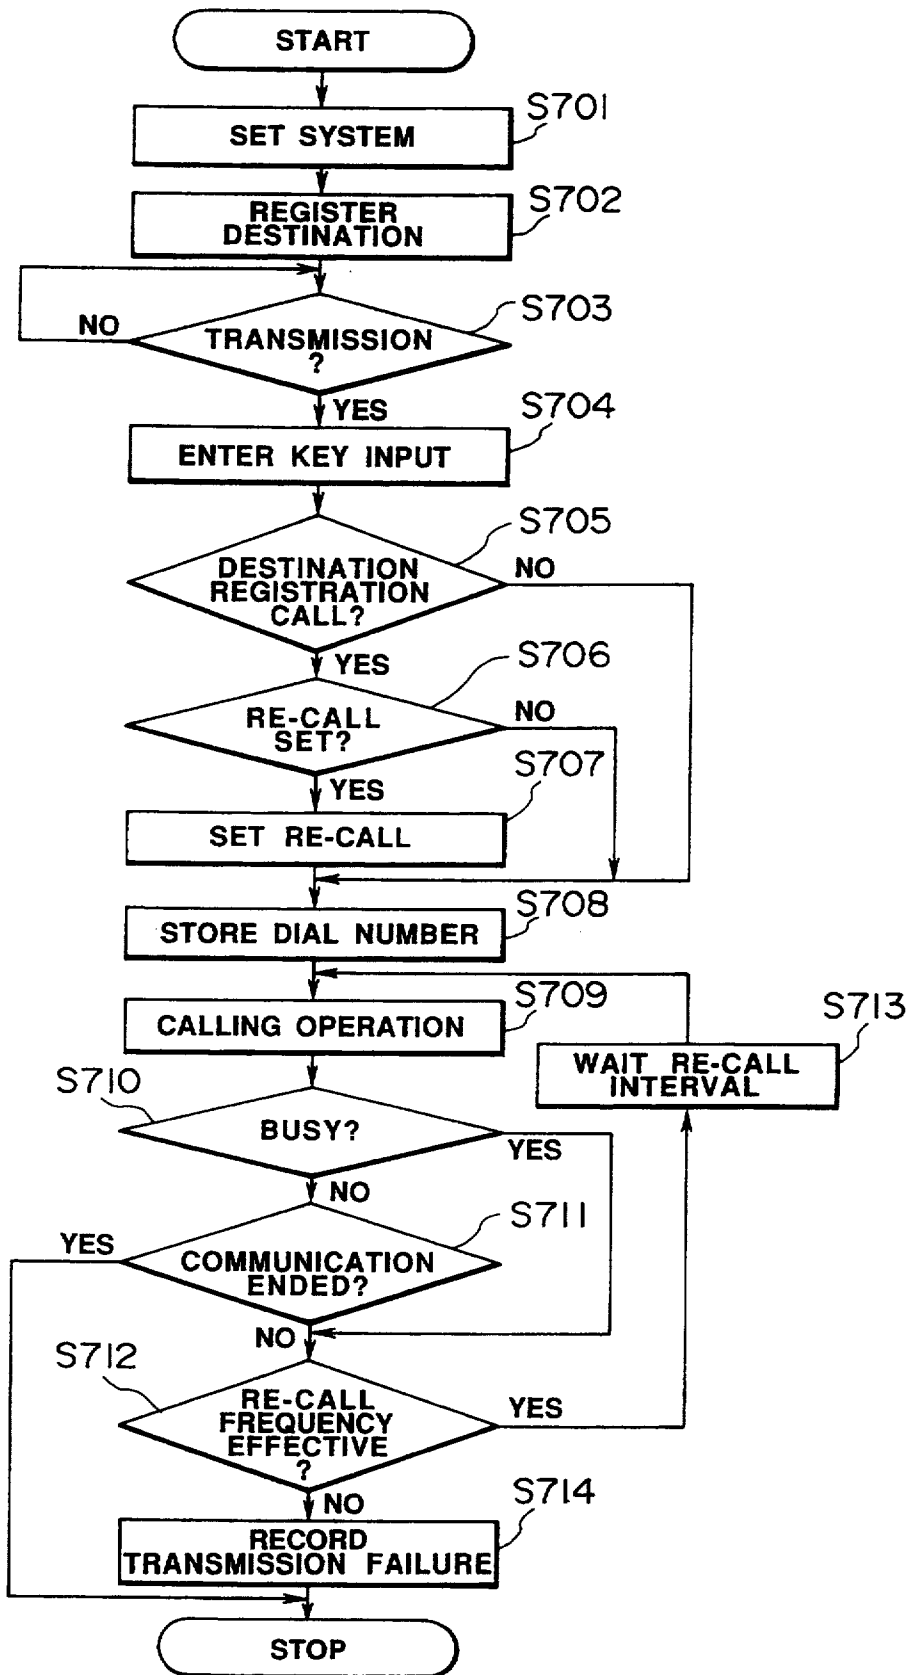 START
S701
SET SYSTEM
S702
REGISTER
DESTINATION
S703
NO
TRANSMISSION
?
YES
S704
ENTER KEY INPUT
S705
DESTINATION
REGISTRATION
CALL?
NO
YES
S706
RE-CALL
SET?
NO
YES
S707
SET RE-CALL
S708
STORE DIAL NUMBER
S709
CALLING OPERATION
S713
WAIT RE-CALL
INTERVAL
S710
BUSY?
YES
NO
S711
YES
COMMUNICATION
ENDED?
NO
S712
RE-CALL
FREQUENCY
EFFECTIVE
?
YES
NO
S714
RECORD
TRANSMISSION FAILURE
STOP